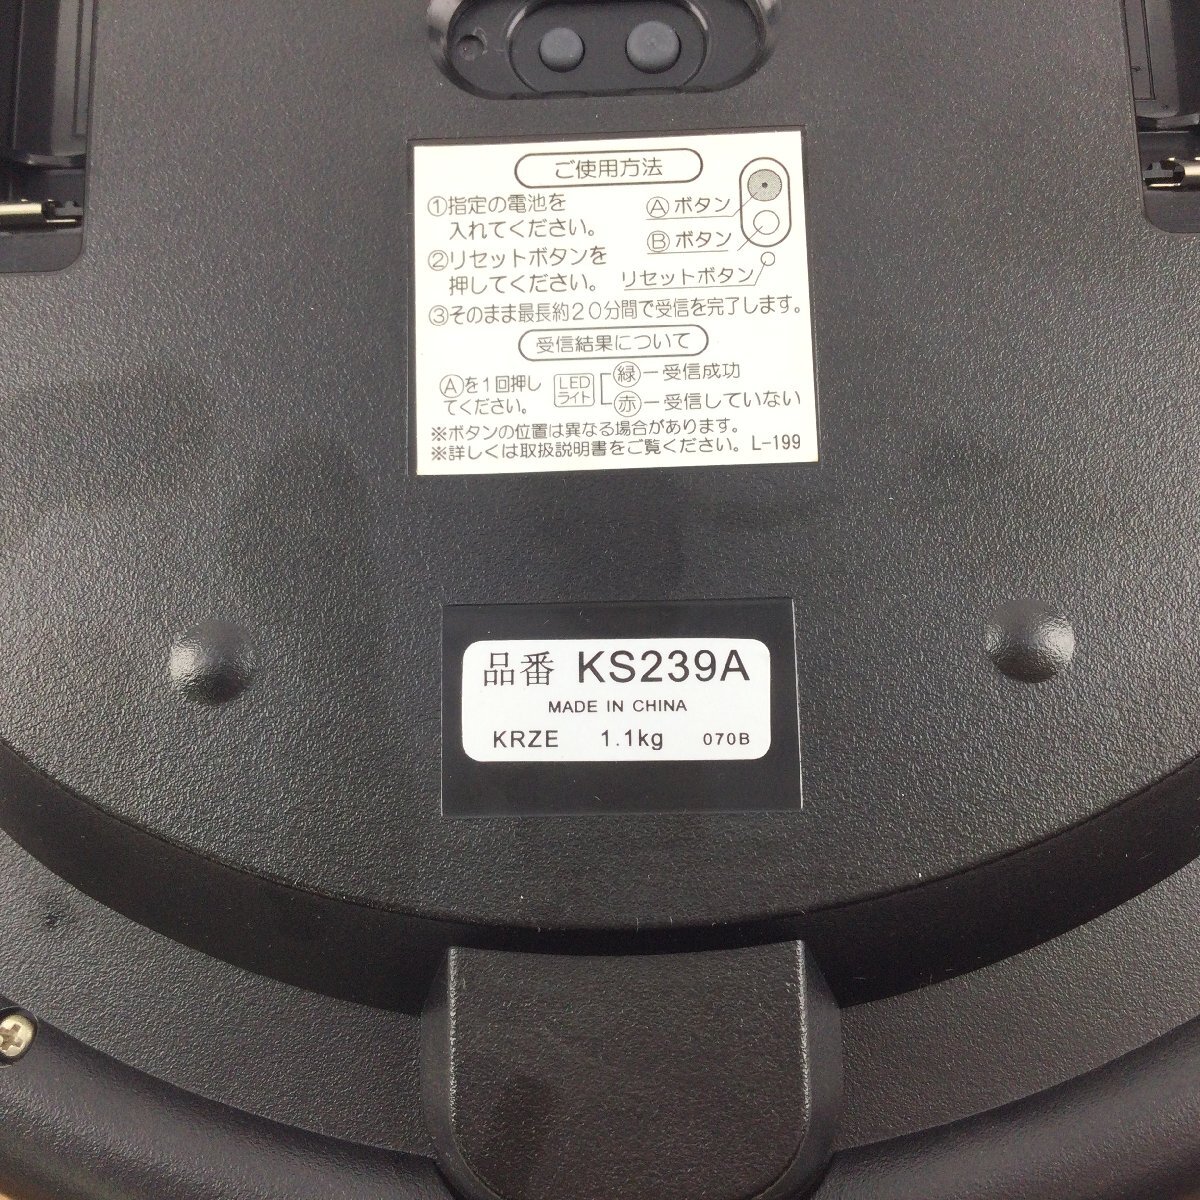 ご使用方法
①指定の電池を
入れてください。
Ⓐボタン
Ⓑボタン
②リセットボタンを
押してください。
リセットボタン
③そのまま最長約20分間で受信を完了します。
受信結果について
Ⓐを1回押し
てください。
LED
ライト
緑ー受信成功
赤ー受信していない
※ボタンの位置は異なる場合があります。
※詳しくは取扱説明書をご覧ください。L-199
品番 KS239A
MADE IN CHINA
KRZE 1.1kg 070B